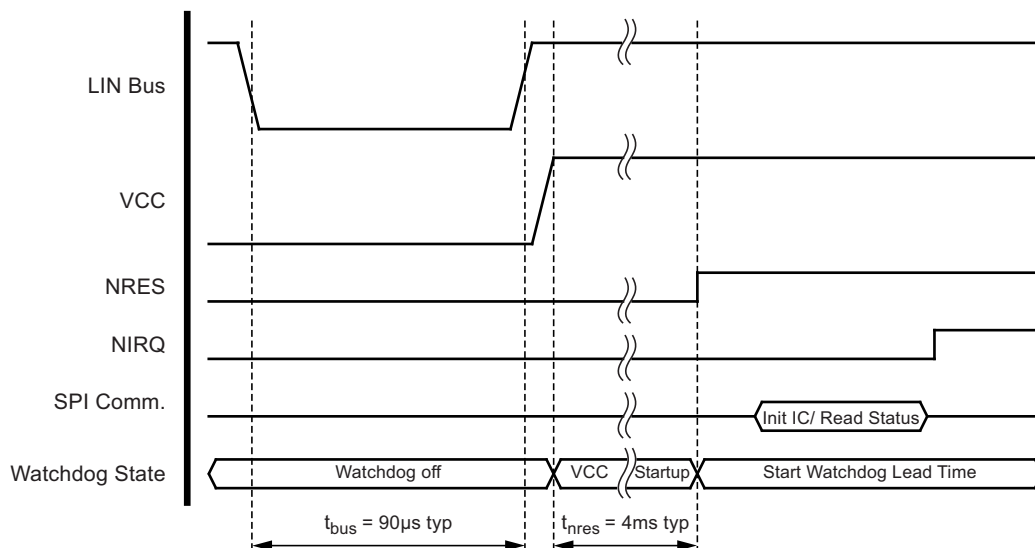 LIN Bus
VCC
NRES
NIRQ
SPI Comm.
Init IC/ Read Status
Watchdog State
Watchdog off
VCC
Startup
Start Watchdog Lead Time
tbus = 90µs typ
tnres = 4ms typ